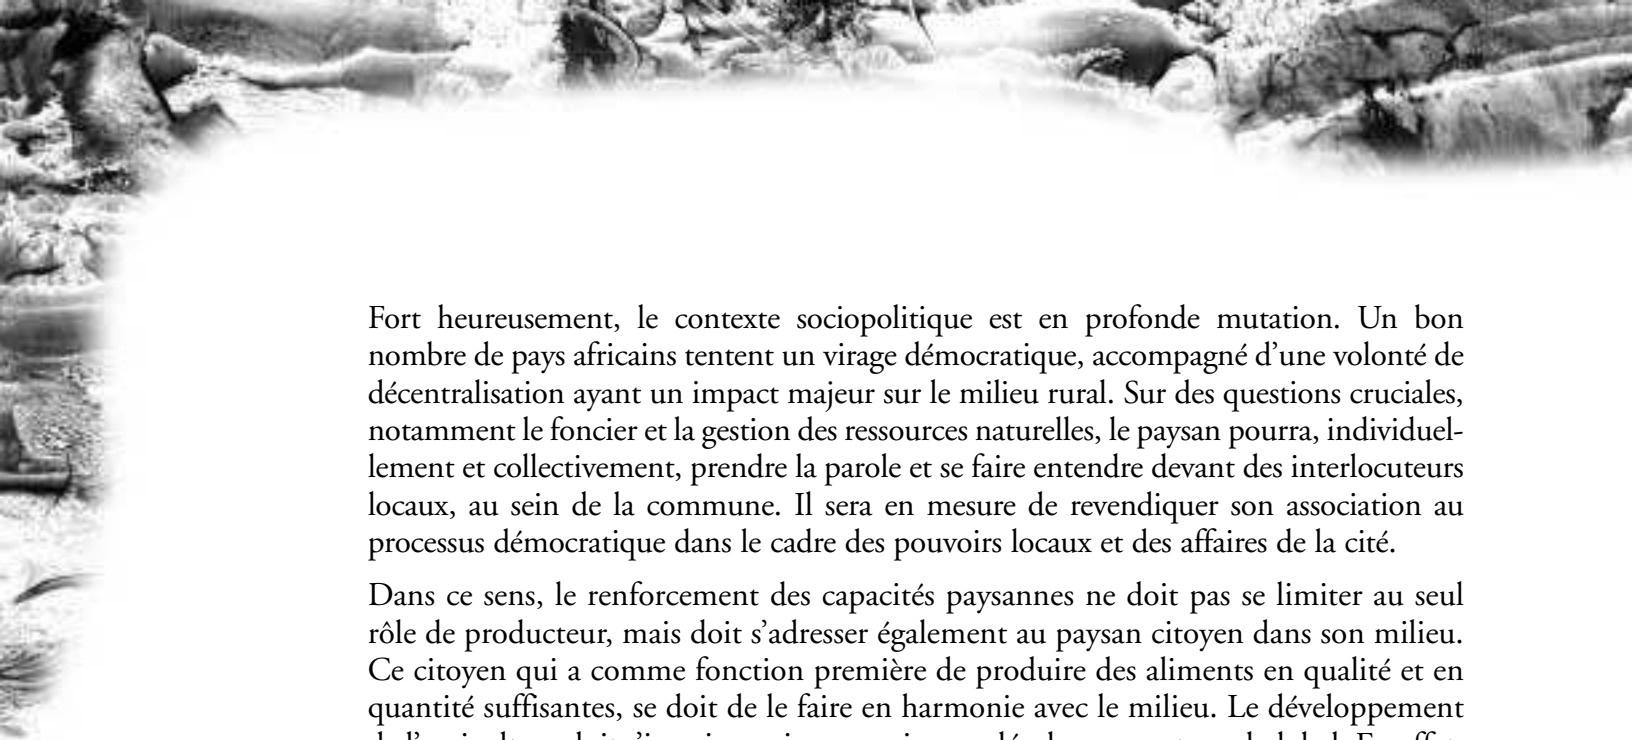 Fort heureusement, le contexte sociopolitique est en profonde mutation. Un bon
nombre de pays africains tentent un virage démocratique, accompagné d’une volonté de
décentralisation ayant un impact majeur sur le milieu rural. Sur des questions cruciales,
notamment le foncier et la gestion des ressources naturelles, le paysan pourra, individuel-
lement et collectivement, prendre la parole et se faire entendre devant des interlocuteurs
locaux, au sein de la commune. Il sera en mesure de revendiquer son association au
processus démocratique dans le cadre des pouvoirs locaux et des affaires de la cité.
Dans ce sens, le renforcement des capacités paysannes ne doit pas se limiter au seul
rôle de producteur, mais doit s’adresser également au paysan citoyen dans son milieu.
Ce citoyen qui a comme fonction première de produire des aliments en qualité et en
quantité suffisantes, se doit de le faire en harmonie avec le milieu. Le développement